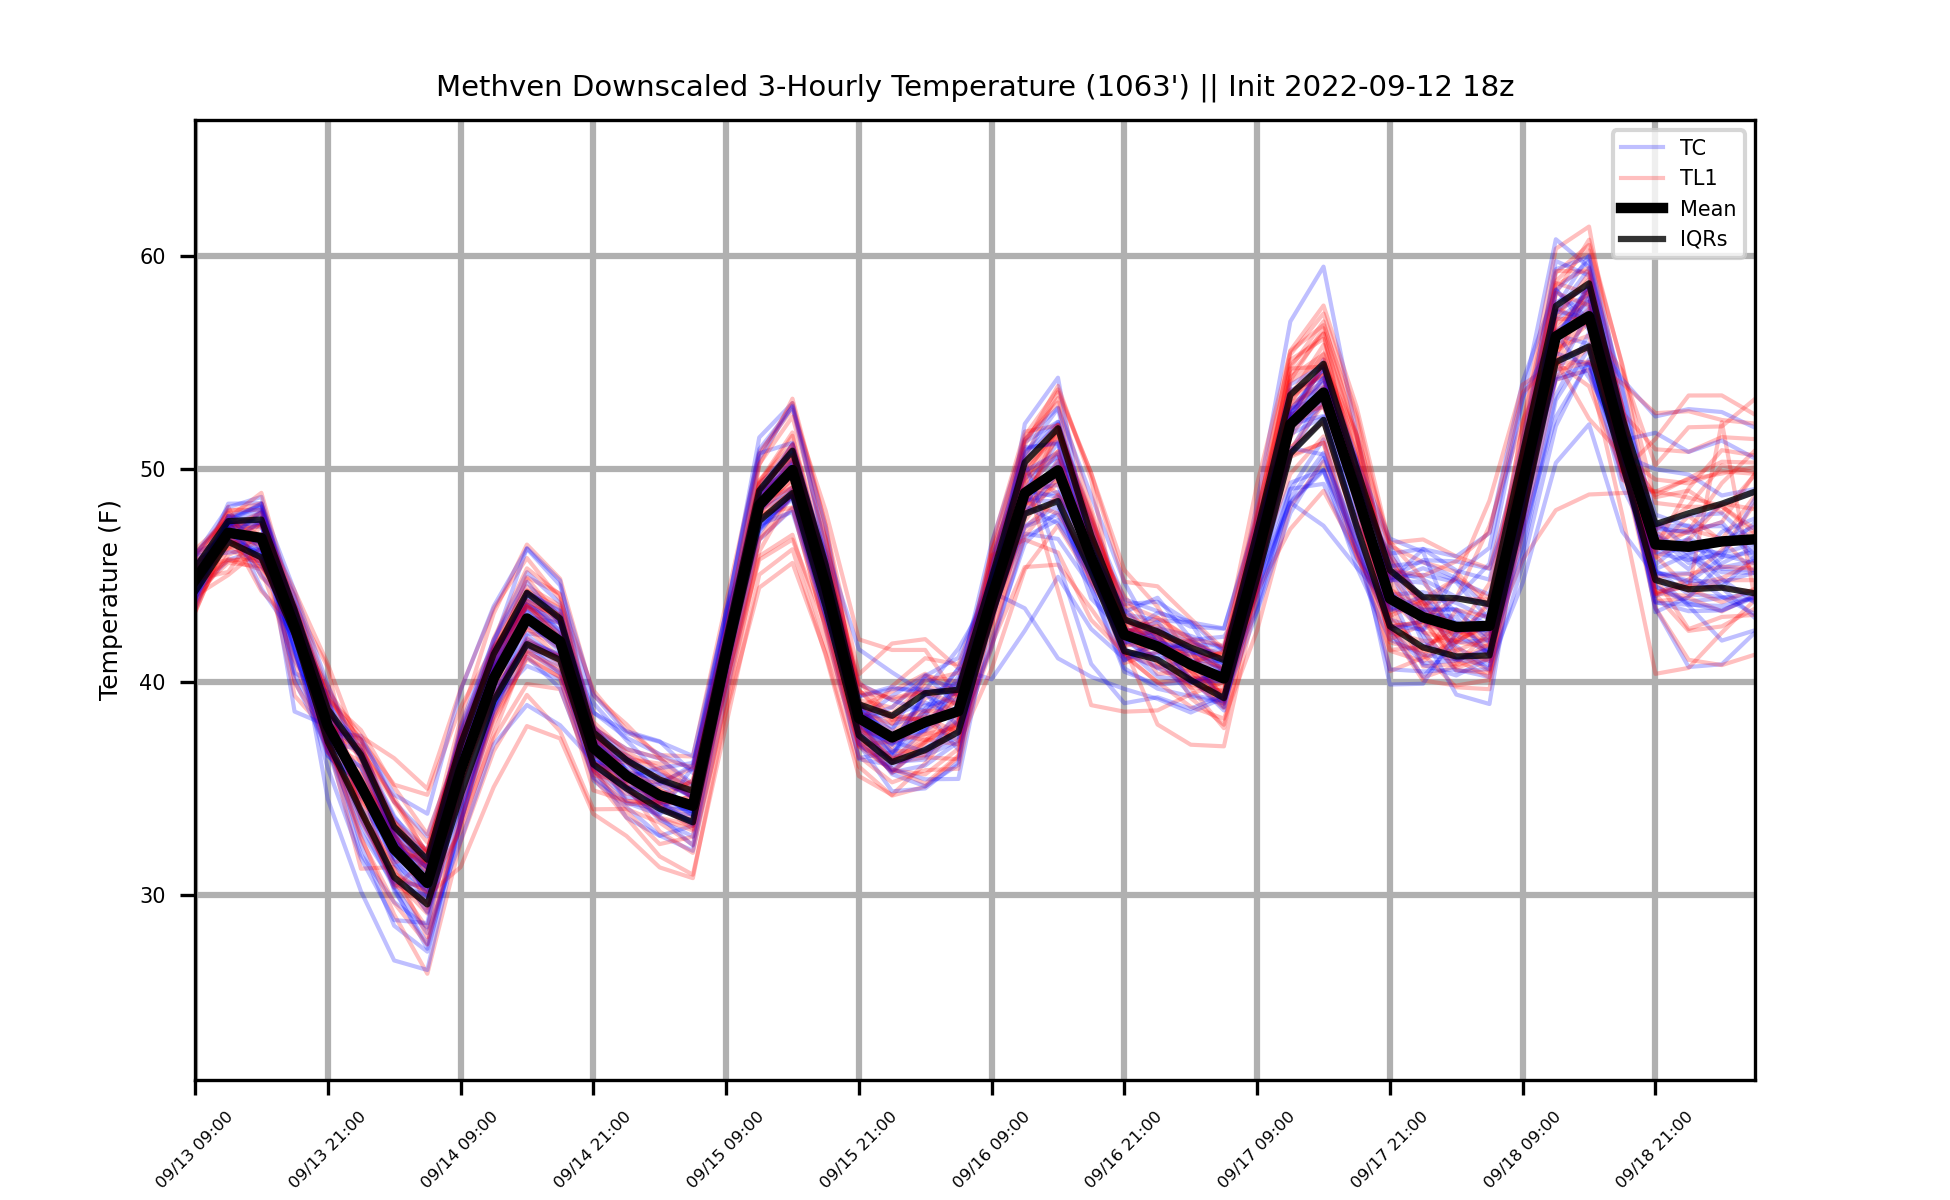 Methven Downscaled 3-Hourly Temperature (1063') || Init 2022-09-12 18z
TC
TL1
Mean
IQRs
Temperature (F)
60
50
40
30
09/13 09:00
09/13 21:00
09/14 09:00
09/14 21:00
09/15 09:00
09/15 21:00
09/16 09:00
09/16 21:00
09/17 09:00
09/17 21:00
09/18 09:00
09/18 21:00